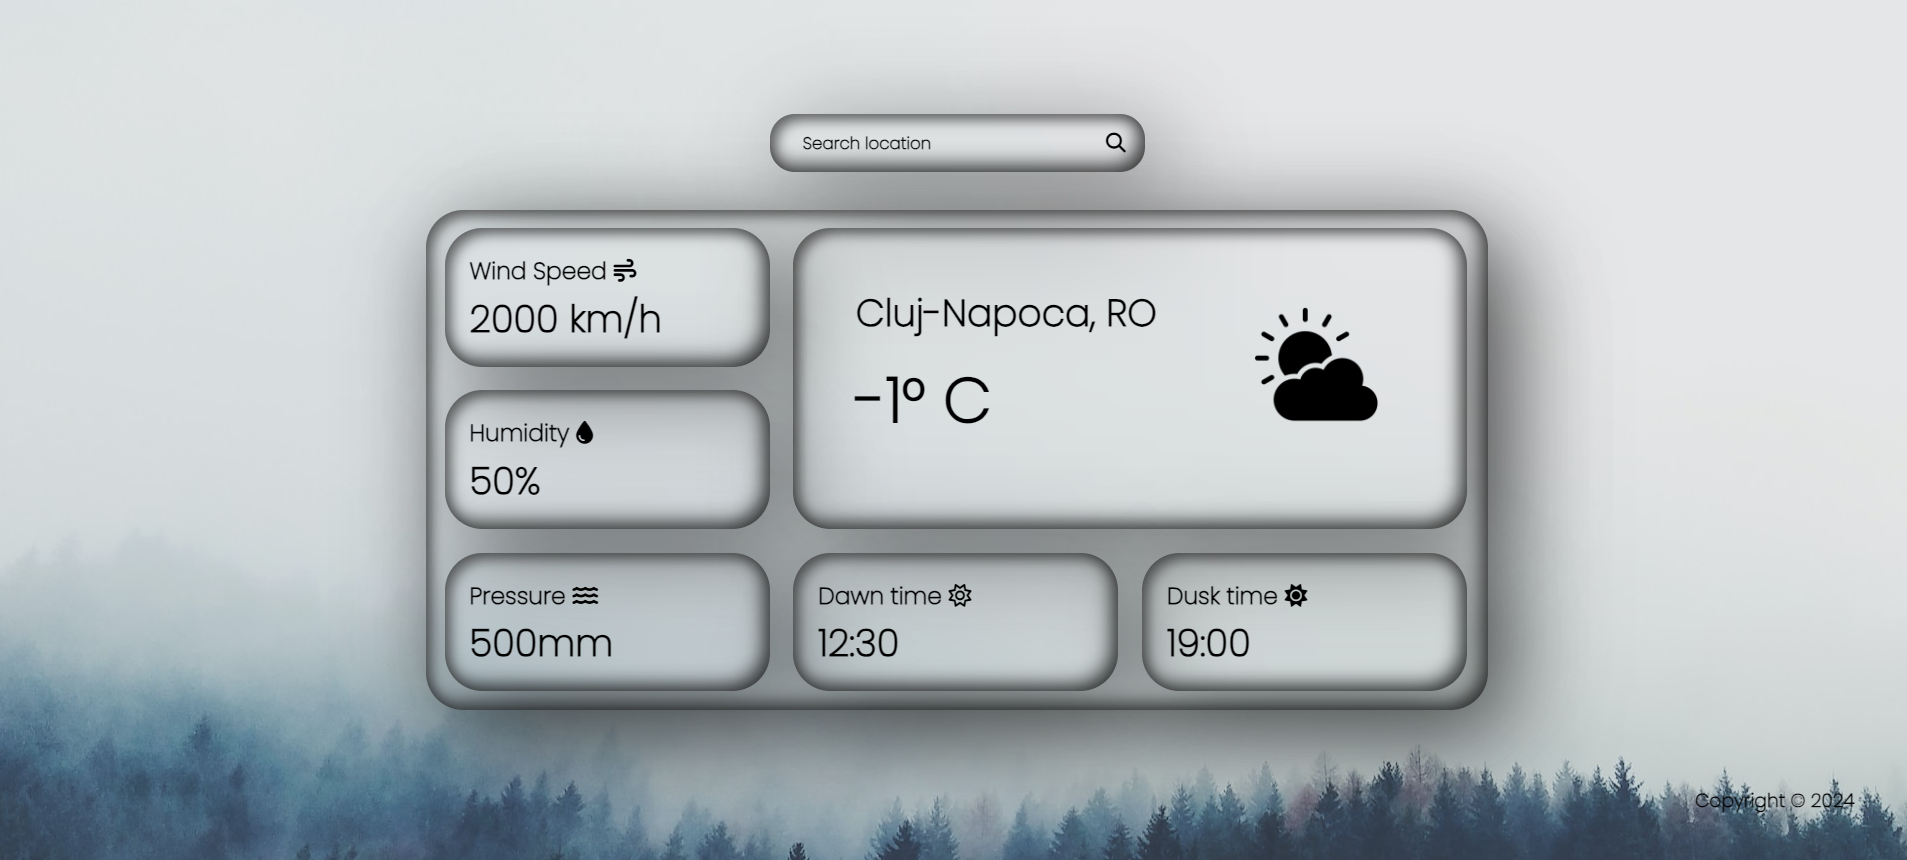 Search location
Wind Speed
2000 km/h
Cluj-Napoca, RO
-1° C
Humidity
50%
Pressure
500mm
Dawn time
12:30
Dusk time
19:00
Copyright © 2024